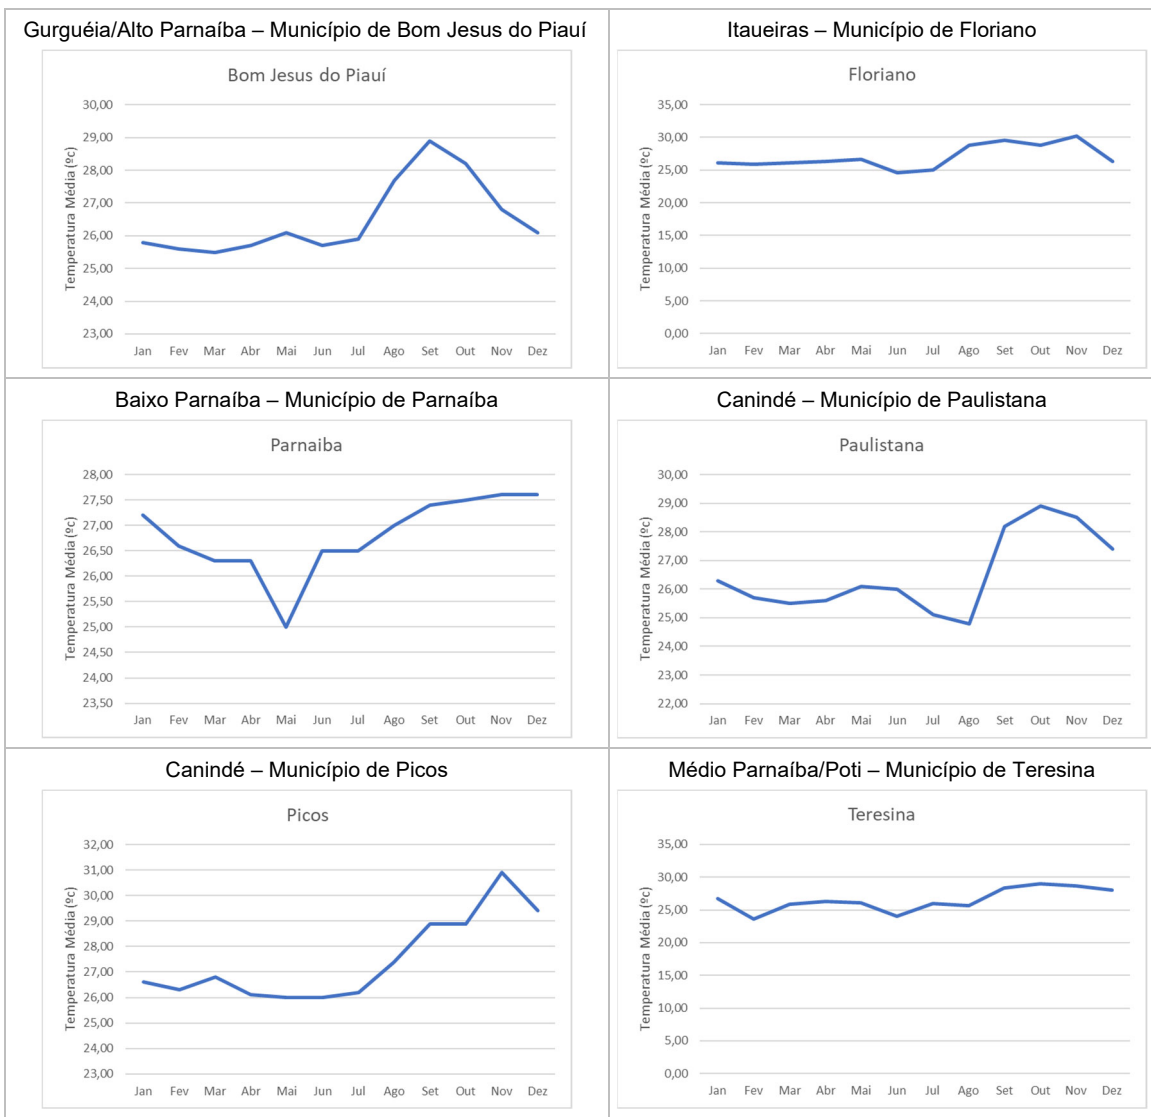 Gurguéia/Alto Parnaíba – Município de Bom Jesus do Piauí
Bom Jesus do Piauí
Temperatura Média (ºc)
30,00
29,00
28,00
27,00
26,00
25,00
24,00
23,00
Jan Fev Mar Abr Mai Jun Jul Ago Set Out Nov Dez
Itaueiras – Município de Floriano
Floriano
Temperatura Média (ºc)
35,00
30,00
25,00
20,00
15,00
10,00
5,00
0,00
Jan Fev Mar Abr Mai Jun Jul Ago Set Out Nov Dez
Baixo Parnaíba – Município de Parnaíba
Parnaiba
Temperatura Média (ºc)
28,00
27,50
27,00
26,50
26,00
25,50
25,00
24,50
24,00
23,50
Jan Fev Mar Abr Mai Jun Jul Ago Set Out Nov Dez
Canindé – Município de Paulistana
Paulistana
Temperatura Média (ºc)
30,00
29,00
28,00
27,00
26,00
25,00
24,00
23,00
22,00
Jan Fev Mar Abr Mai Jun Jul Ago Set Out Nov Dez
Canindé – Município de Picos
Picos
Temperatura Média (ºc)
32,00
31,00
30,00
29,00
28,00
27,00
26,00
25,00
24,00
23,00
Jan Fev Mar Abr Mai Jun Jul Ago Set Out Nov Dez
Médio Parnaíba/Poti – Município de Teresina
Teresina
Temperatura Média (ºc)
35,00
30,00
25,00
20,00
15,00
10,00
5,00
0,00
Jan Fev Mar Abr Mai Jun Jul Ago Set Out Nov Dez